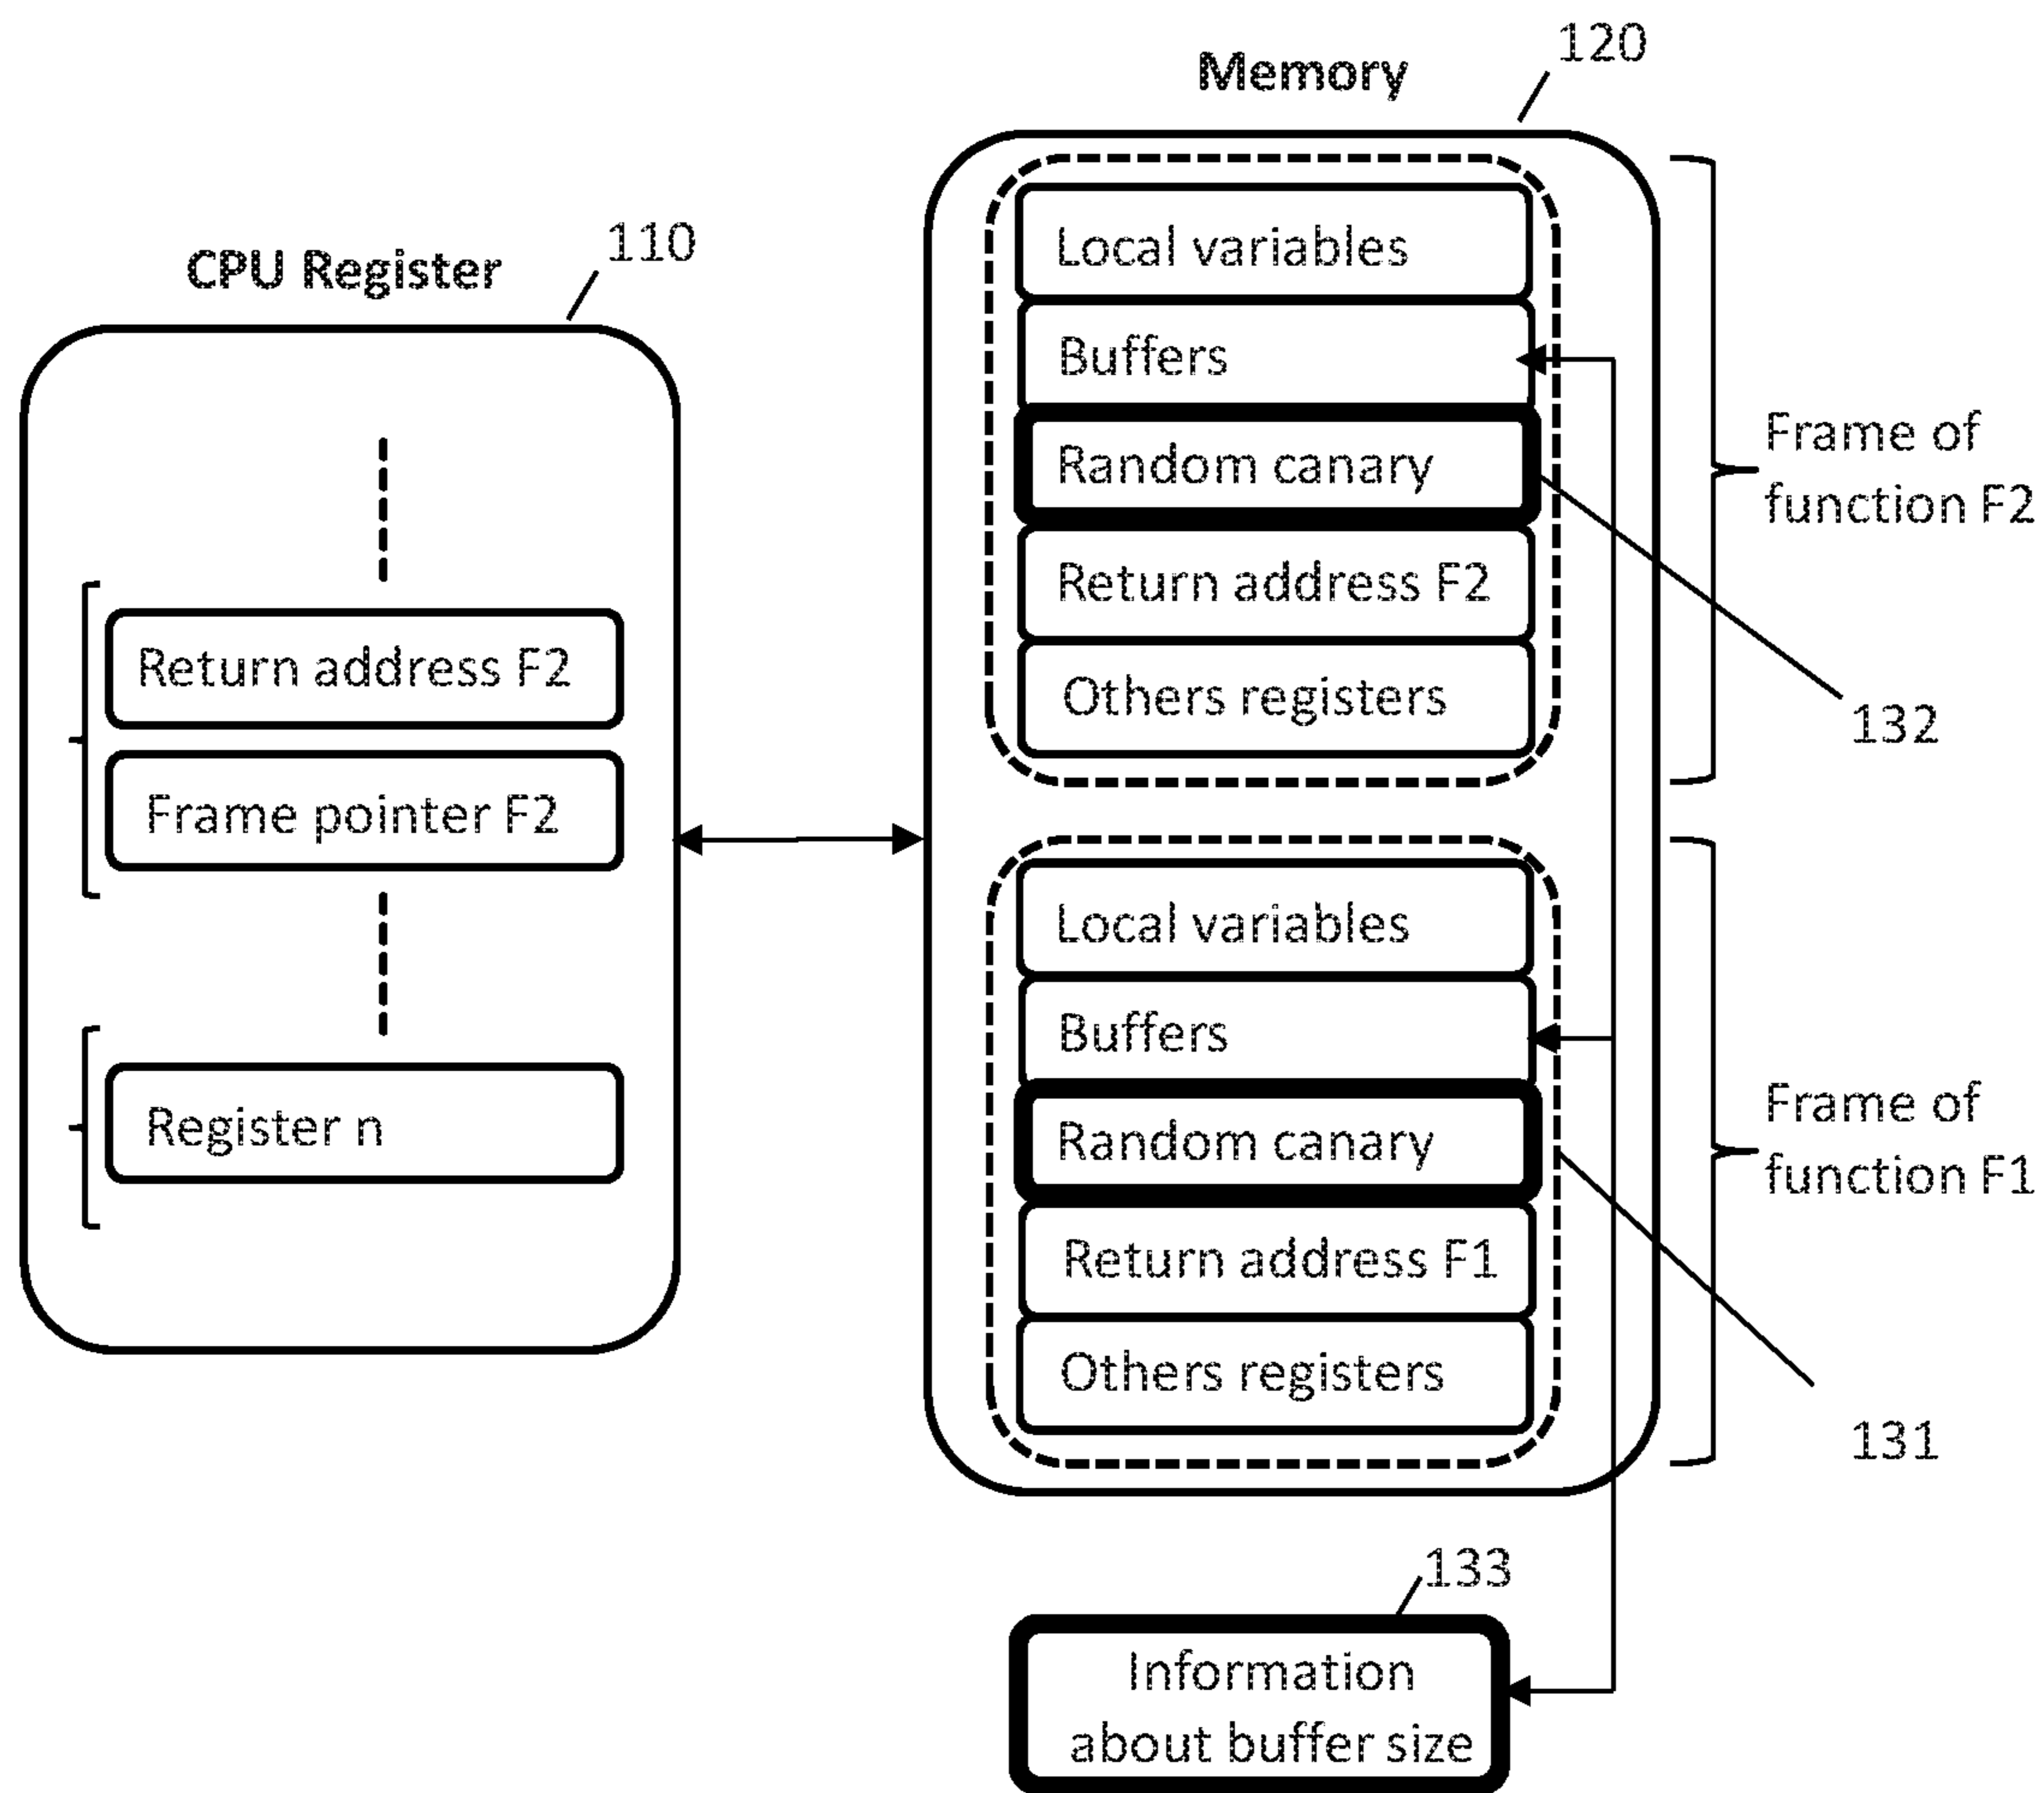 120
Memory
110
CPU Register
Local variables
Buffers
Random canary
Return address F2
Others registers
Frame of
function F2
132
Return address F2
Frame pointer F2
Register n
Local variables
Buffers
Random canary
Return address F1
Others registers
Frame of
function F1
131
133
Information
about buffer size